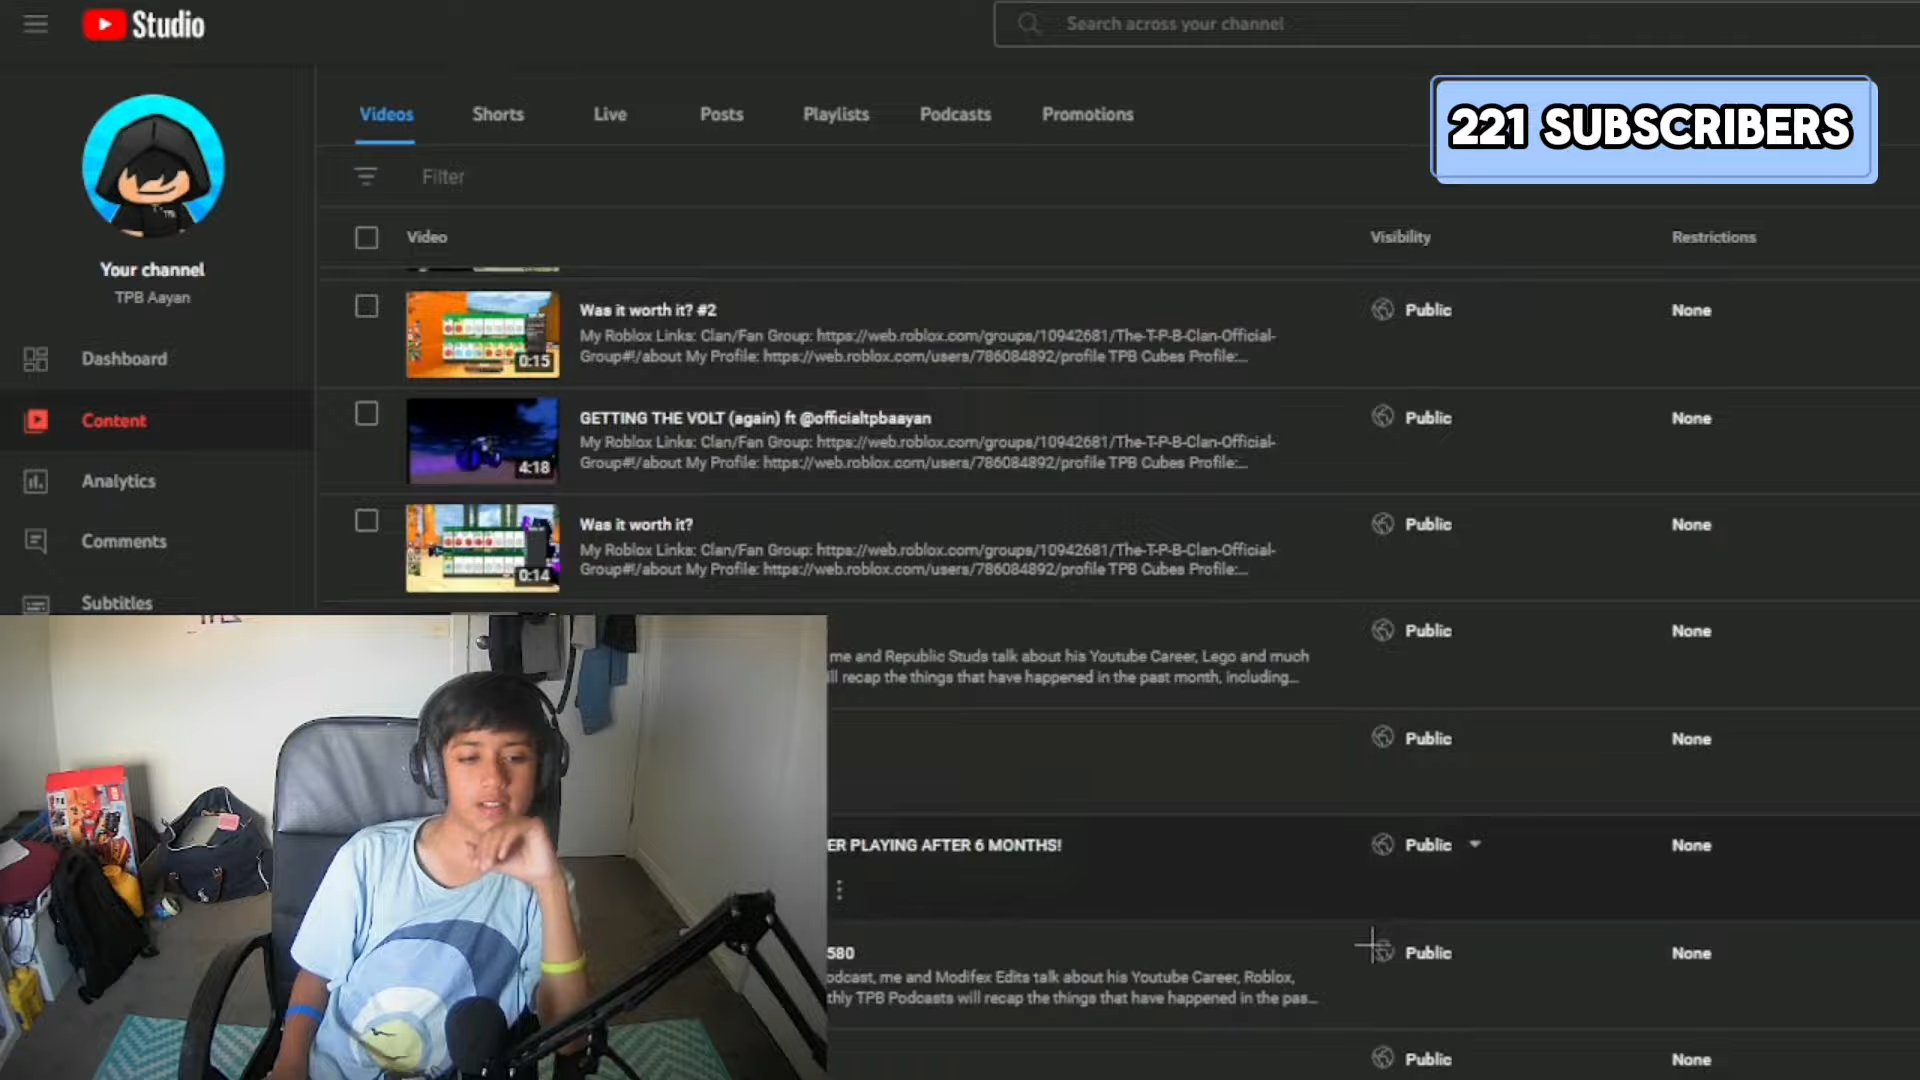 Studio
Search across your channel
221 SUBSCRIBERS
Videos Shorts Live Posts Playlists Podcasts Promotions
Filter
Video Visibility Restrictions
Your channel
TPB Aayan
Dashboard
Content
Analytics
Comments
Subtitles
Was it worth it? #2
My Roblox Links: Clan/Fan Group: https://web.roblox.com/groups/10942681/The-T-P-B-Clan-Official-
Group#!/about My Profile: https://web.roblox.com/users/786084892/profile TPB Cubes Profile:...
0:15
Public None
GETTING THE VOLT (again) ft @officialtpbaayan
My Roblox Links: Clan/Fan Group: https://web.roblox.com/groups/10942681/The-T-P-B-Clan-Official-
Group#!/about My Profile: https://web.roblox.com/users/786084892/profile TPB Cubes Profile:...
4:18
Public None
Was it worth it?
My Roblox Links: Clan/Fan Group: https://web.roblox.com/groups/10942681/The-T-P-B-Clan-Official-
Group#!/about My Profile: https://web.roblox.com/users/786084892/profile TPB Cubes Profile:...
0:14
Public None
Public None
me and Republic Studs talk about his Youtube Career, Lego and much
ll recap the things that have happened in the past month, including...
Public None
ER PLAYING AFTER 6 MONTHS! Public None
580 Public None
odcast, me and Modifex Edits talk about his Youtube Career, Roblox,
thly TPB Podcasts will recap the things that have happened in the pas...
Public None